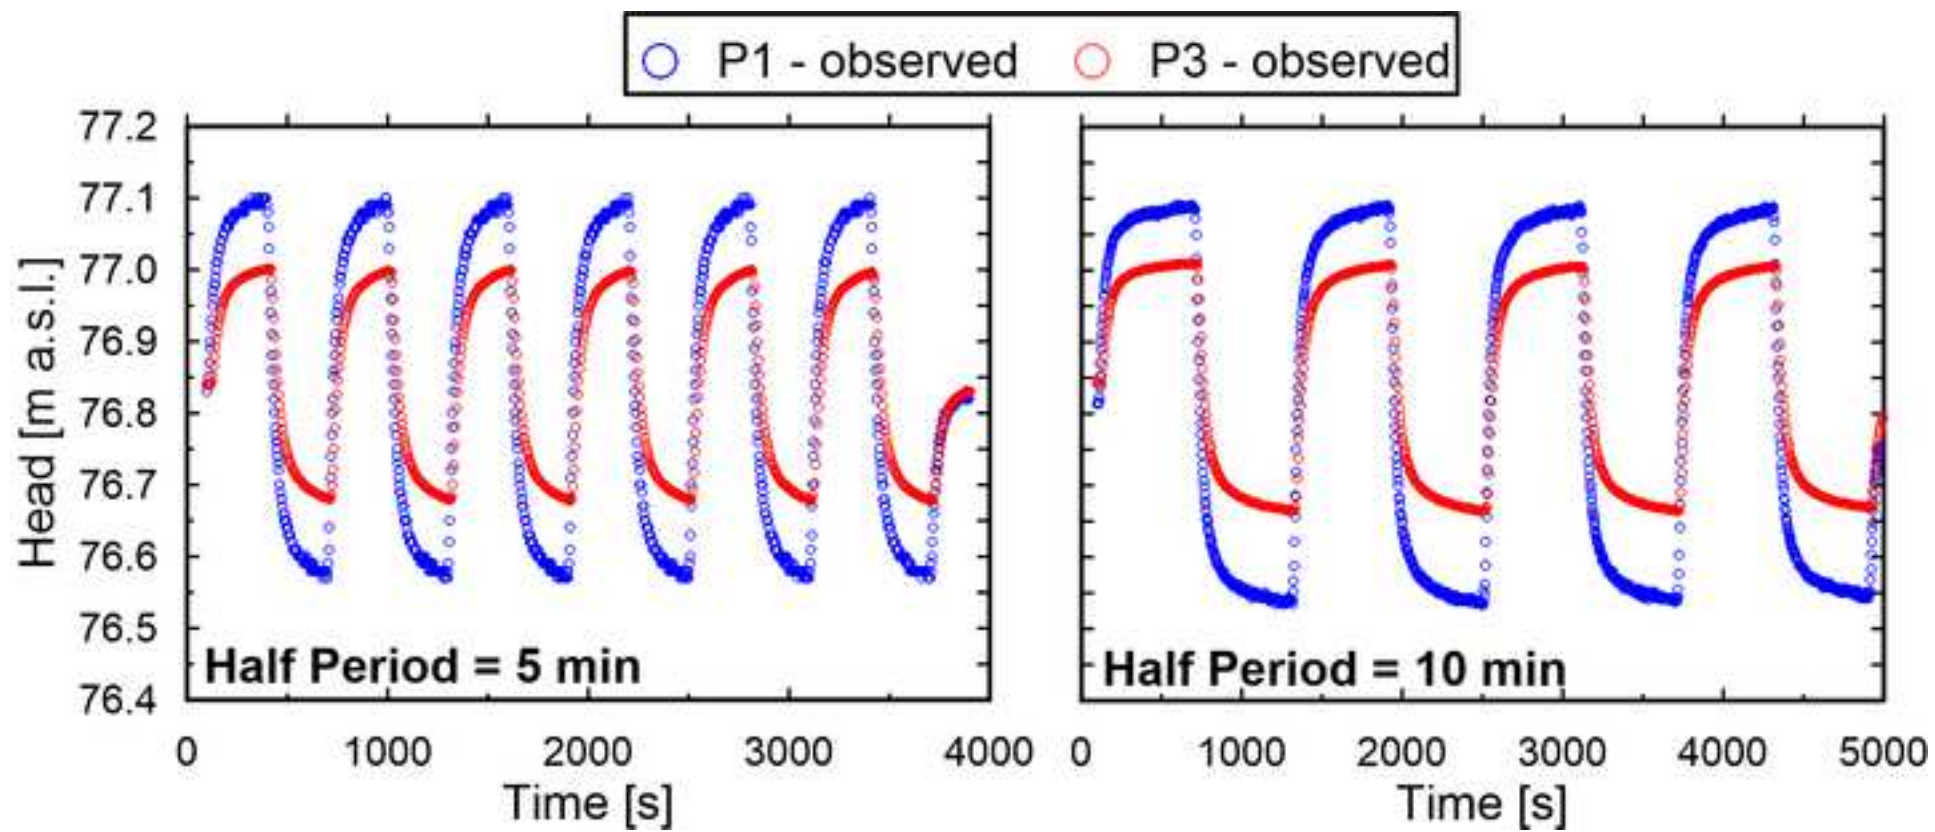 P1 - observed P3 - observed
77.2
77.1
77.0
76.9
76.8
76.7
76.6
76.5
76.4
Head [m a.s.l.]
Half Period = 5 min
Half Period = 10 min
0 1000 2000 3000 4000
0 1000 2000 3000 4000 5000
Time [s]
Time [s]